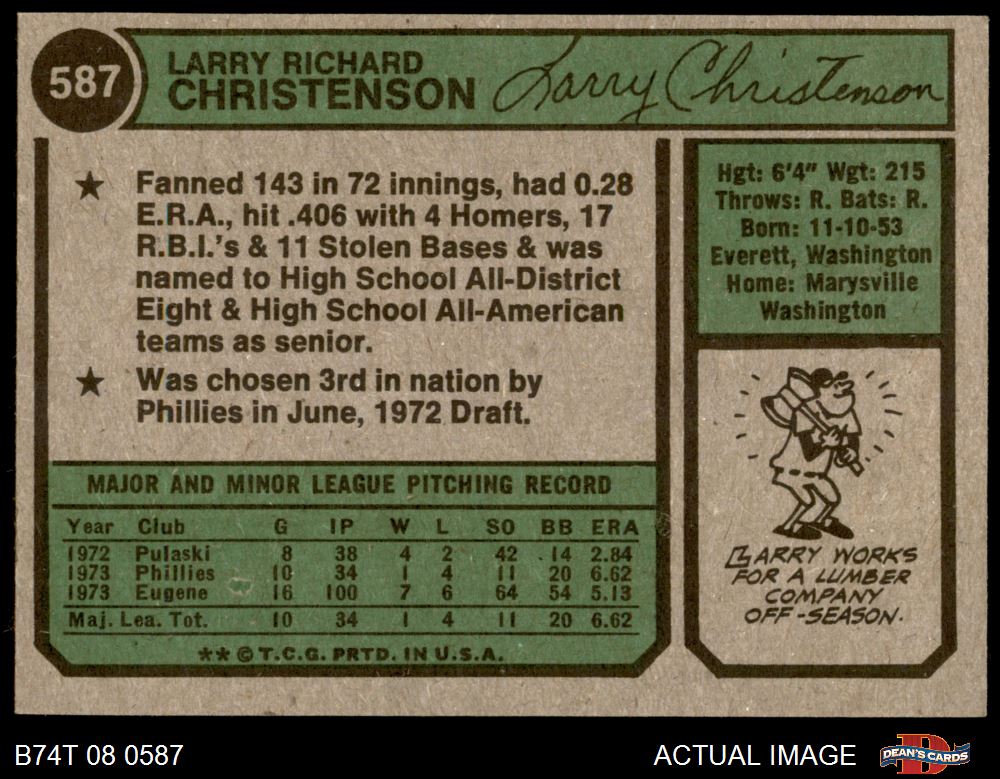 587
LARRY RICHARD
CHRISTENSON
Larry Christenson
★ Fanned 143 in 72 innings, had 0.28
E.R.A., hit .406 with 4 Homers, 17
R.B.I.'s & 11 Stolen Bases & was
named to High School All-District
Eight & High School All-American
teams as senior.
★ Was chosen 3rd in nation by
Phillies in June, 1972 Draft.
MAJOR AND MINOR LEAGUE PITCHING RECORD
Year Club G IP W L SO BB ERA
1972 Pulaski 8 38 4 2 42 14 2.84
1973 Phillies 10 34 1 4 11 20 6.62
1973 Eugene 16 100 7 6 64 54 5.13
Maj. Lea. Tot. 10 34 1 4 11 20 6.62
**©T.C.G. PRTD. IN U.S.A.
Hgt: 6'4" Wgt: 215
Throws: R. Bats: R.
Born: 11-10-53
Everett, Washington
Home: Marysville
Washington
LARRY WORKS
FOR A LUMBER
COMPANY
OFF-SEASON.
B74T 08 0587
ACTUAL IMAGE
DEAN'S CARDS